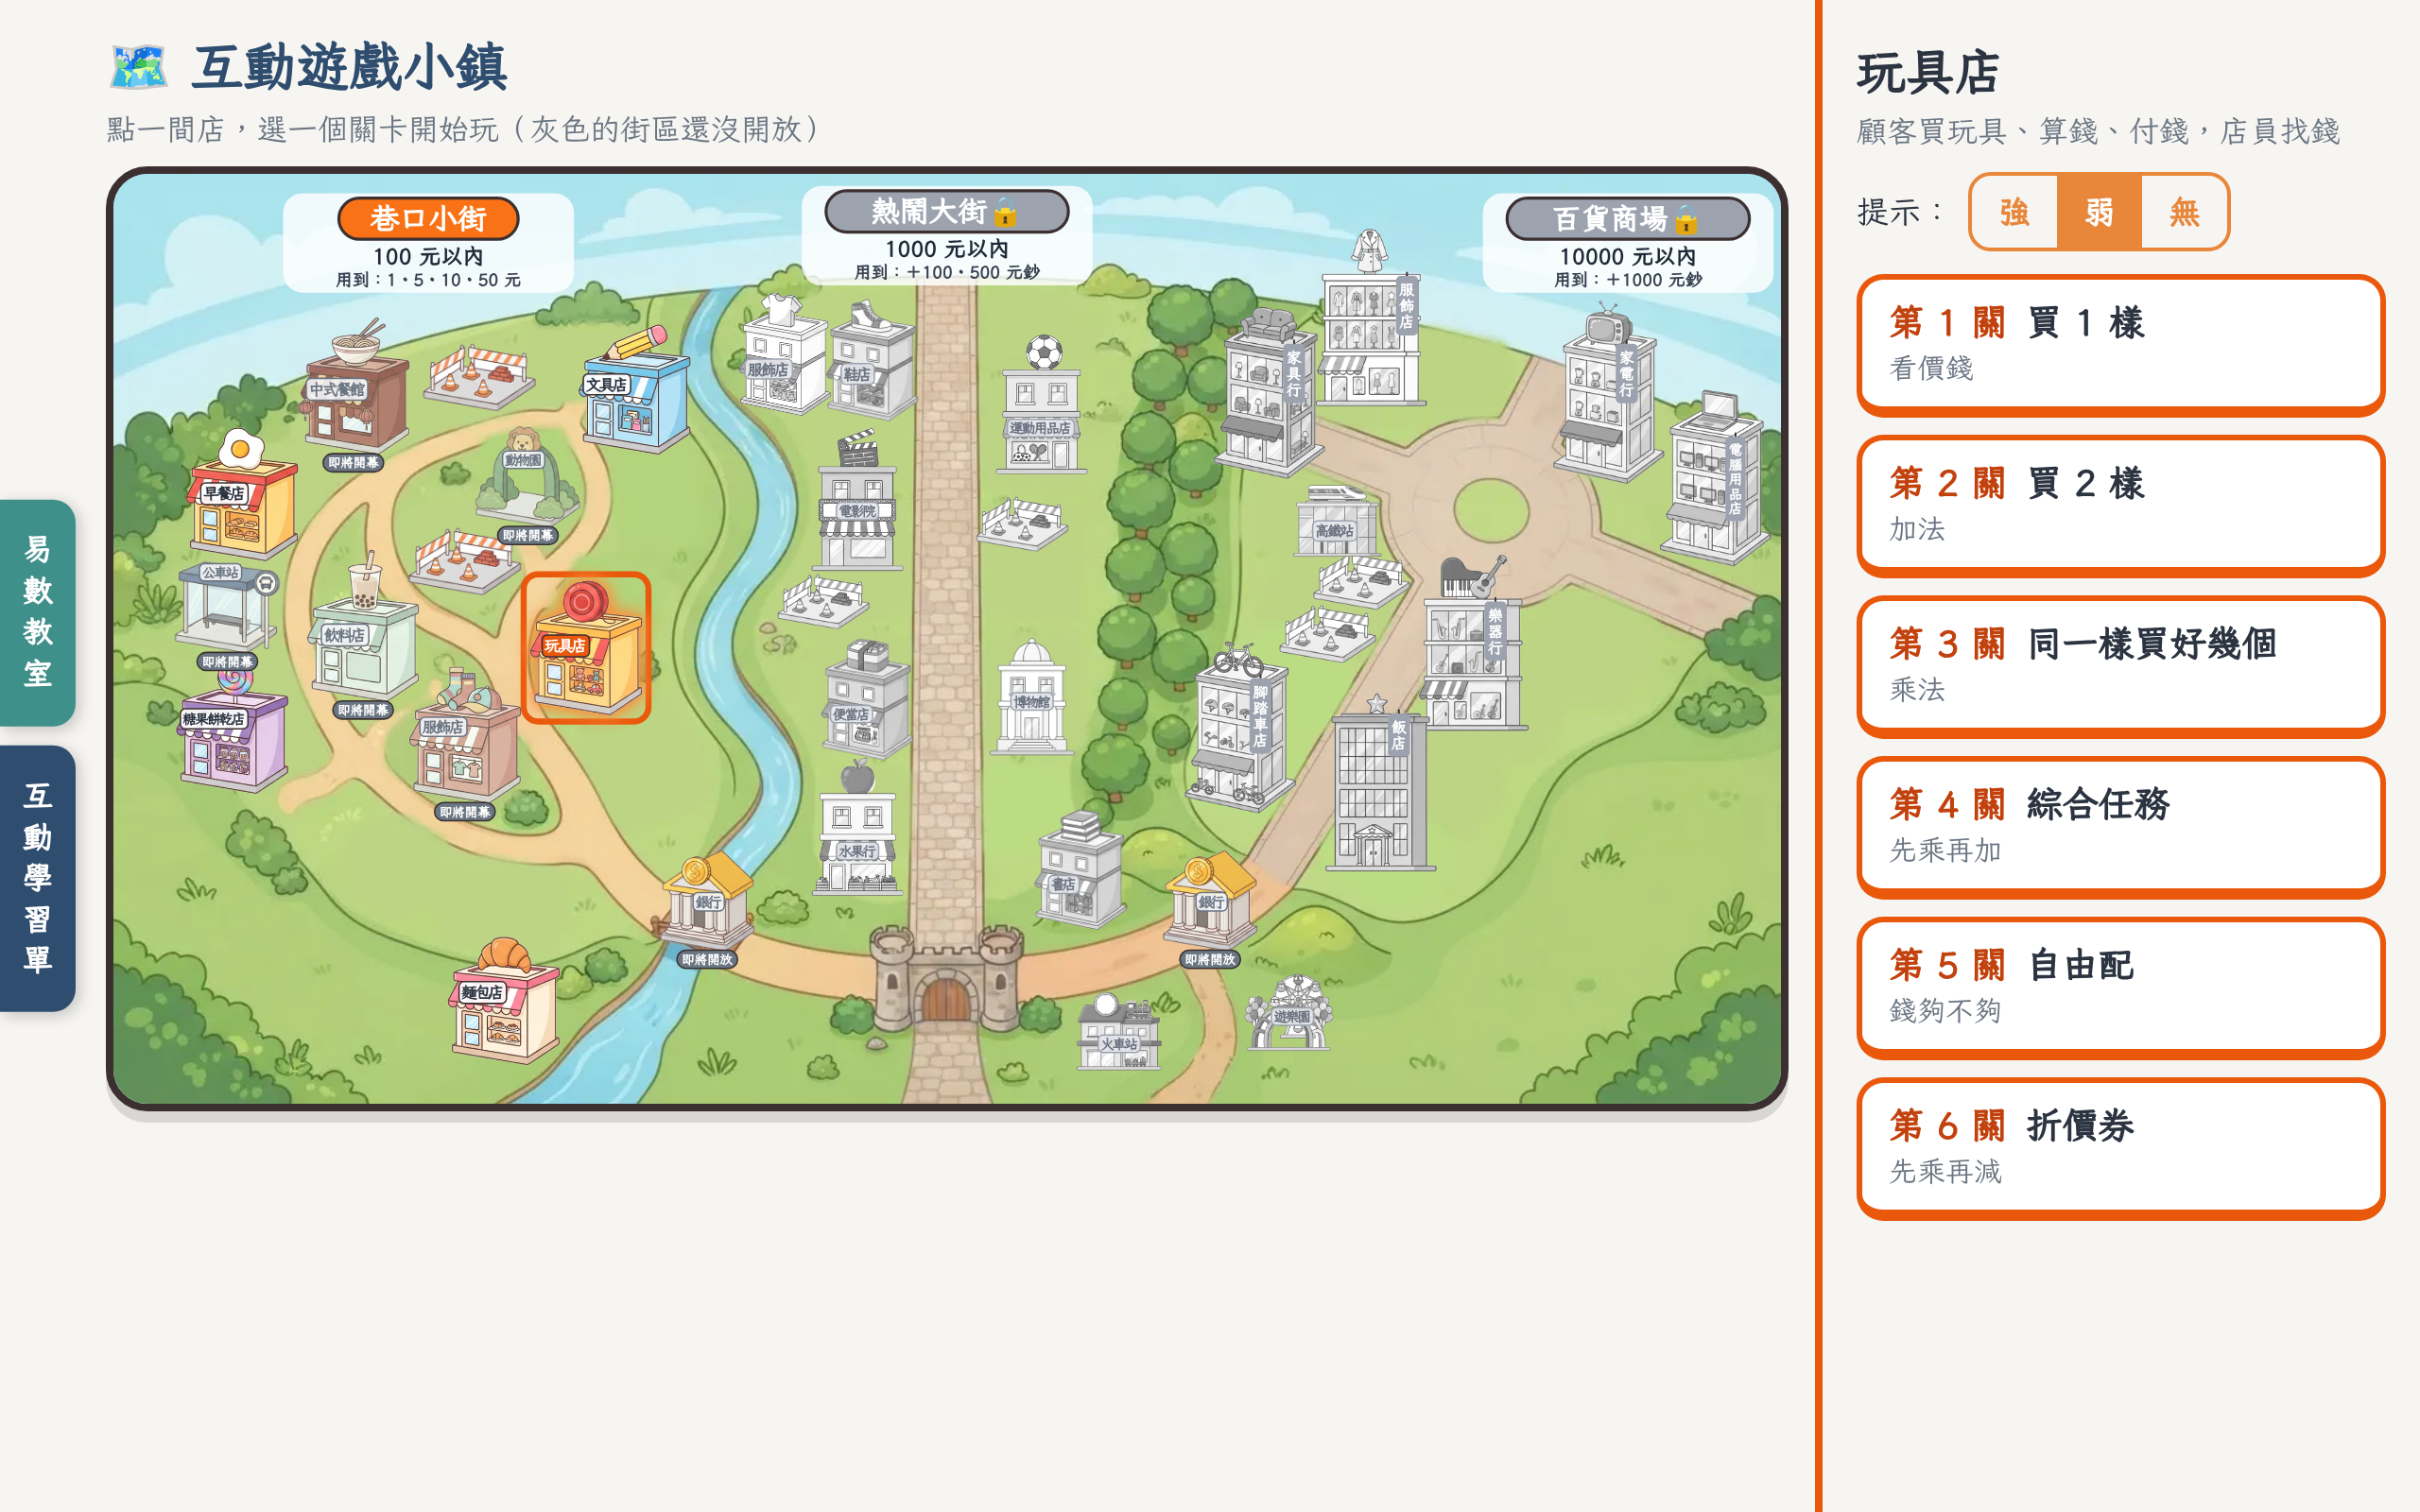 互動遊戲小鎮
點一間店，選一個關卡開始玩（灰色的街區還沒開放）
巷口小街
100 元以內
用到：1・5・10・50 元
熱鬧大街
1000 元以內
用到：＋100・500 元鈔
百貨商場
10000 元以內
用到：＋1000 元鈔
中式餐館
即將開幕
文具店
早餐店
動物園
即將開幕
公車站
即將開幕
飲料店
即將開幕
玩具店
糖果餅乾店
服飾店
即將開幕
麵包店
銀行
即將開放
服飾店
鞋店
運動用品店
電影院
便當店
博物館
水果行
書店
銀行
即將開放
火車站
遊樂園
服飾店
家具行
家電行
電腦用品店
高鐵站
樂器行
腳踏車店
飯店
易數教室
互動學習單
玩具店
顧客買玩具、算錢、付錢，店員找錢
提示：
強
弱
無
第 1 關 買 1 樣
看價錢
第 2 關 買 2 樣
加法
第 3 關 同一樣買好幾個
乘法
第 4 關 綜合任務
先乘再加
第 5 關 自由配
錢夠不夠
第 6 關 折價券
先乘再減